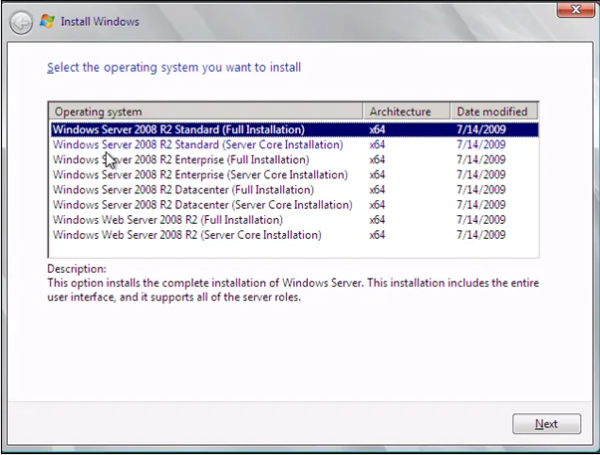 Install Windows
Select the operating system you want to install
Operating system Architecture Date modified
Windows Server 2008 R2 Standard (Full Installation) x64 7/14/2009
Windows Server 2008 R2 Standard (Server Core Installation) x64 7/14/2009
Windows Server 2008 R2 Enterprise (Full Installation) x64 7/14/2009
Windows Server 2008 R2 Enterprise (Server Core Installation) x64 7/14/2009
Windows Server 2008 R2 Datacenter (Full Installation) x64 7/14/2009
Windows Server 2008 R2 Datacenter (Server Core Installation) x64 7/14/2009
Windows Web Server 2008 R2 (Full Installation) x64 7/14/2009
Windows Web Server 2008 R2 (Server Core Installation) x64 7/14/2009
Description:
This option installs the complete installation of Windows Server. This installation includes the entire
user interface, and it supports all of the server roles.
Next